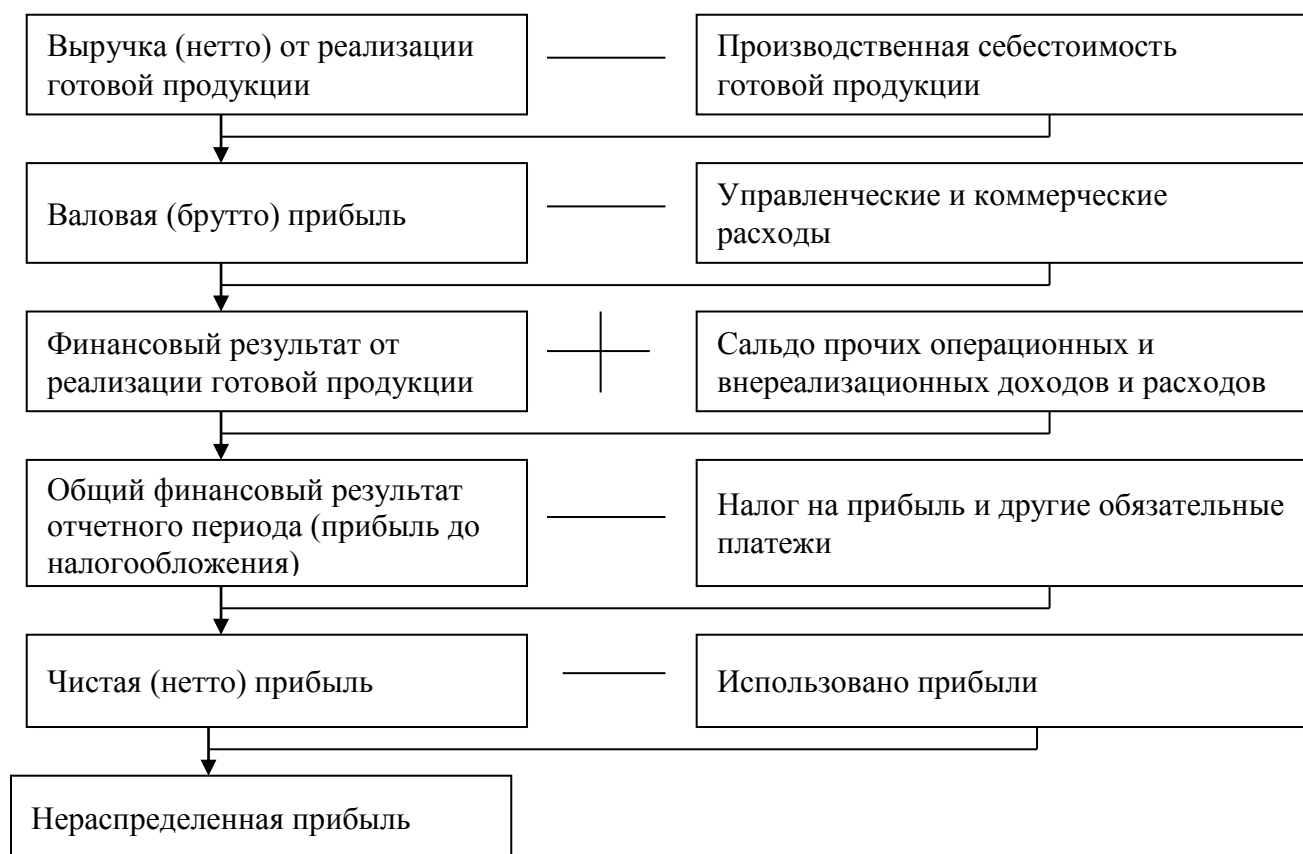 Выручка (нетто) от реализации
готовой продукции
Производственная себестоимость
готовой продукции
Валовая (брутто) прибыль
Управленческие и коммерческие
расходы
Финансовый результат от
реализации готовой продукции
Сальдо прочих операционных и
внереализационных доходов и расходов
Общий финансовый результат
отчетного периода (прибыль до
налогообложения)
Налог на прибыль и другие обязательные
платежи
Чистая (нетто) прибыль
Использовано прибыли
Нераспределенная прибыль